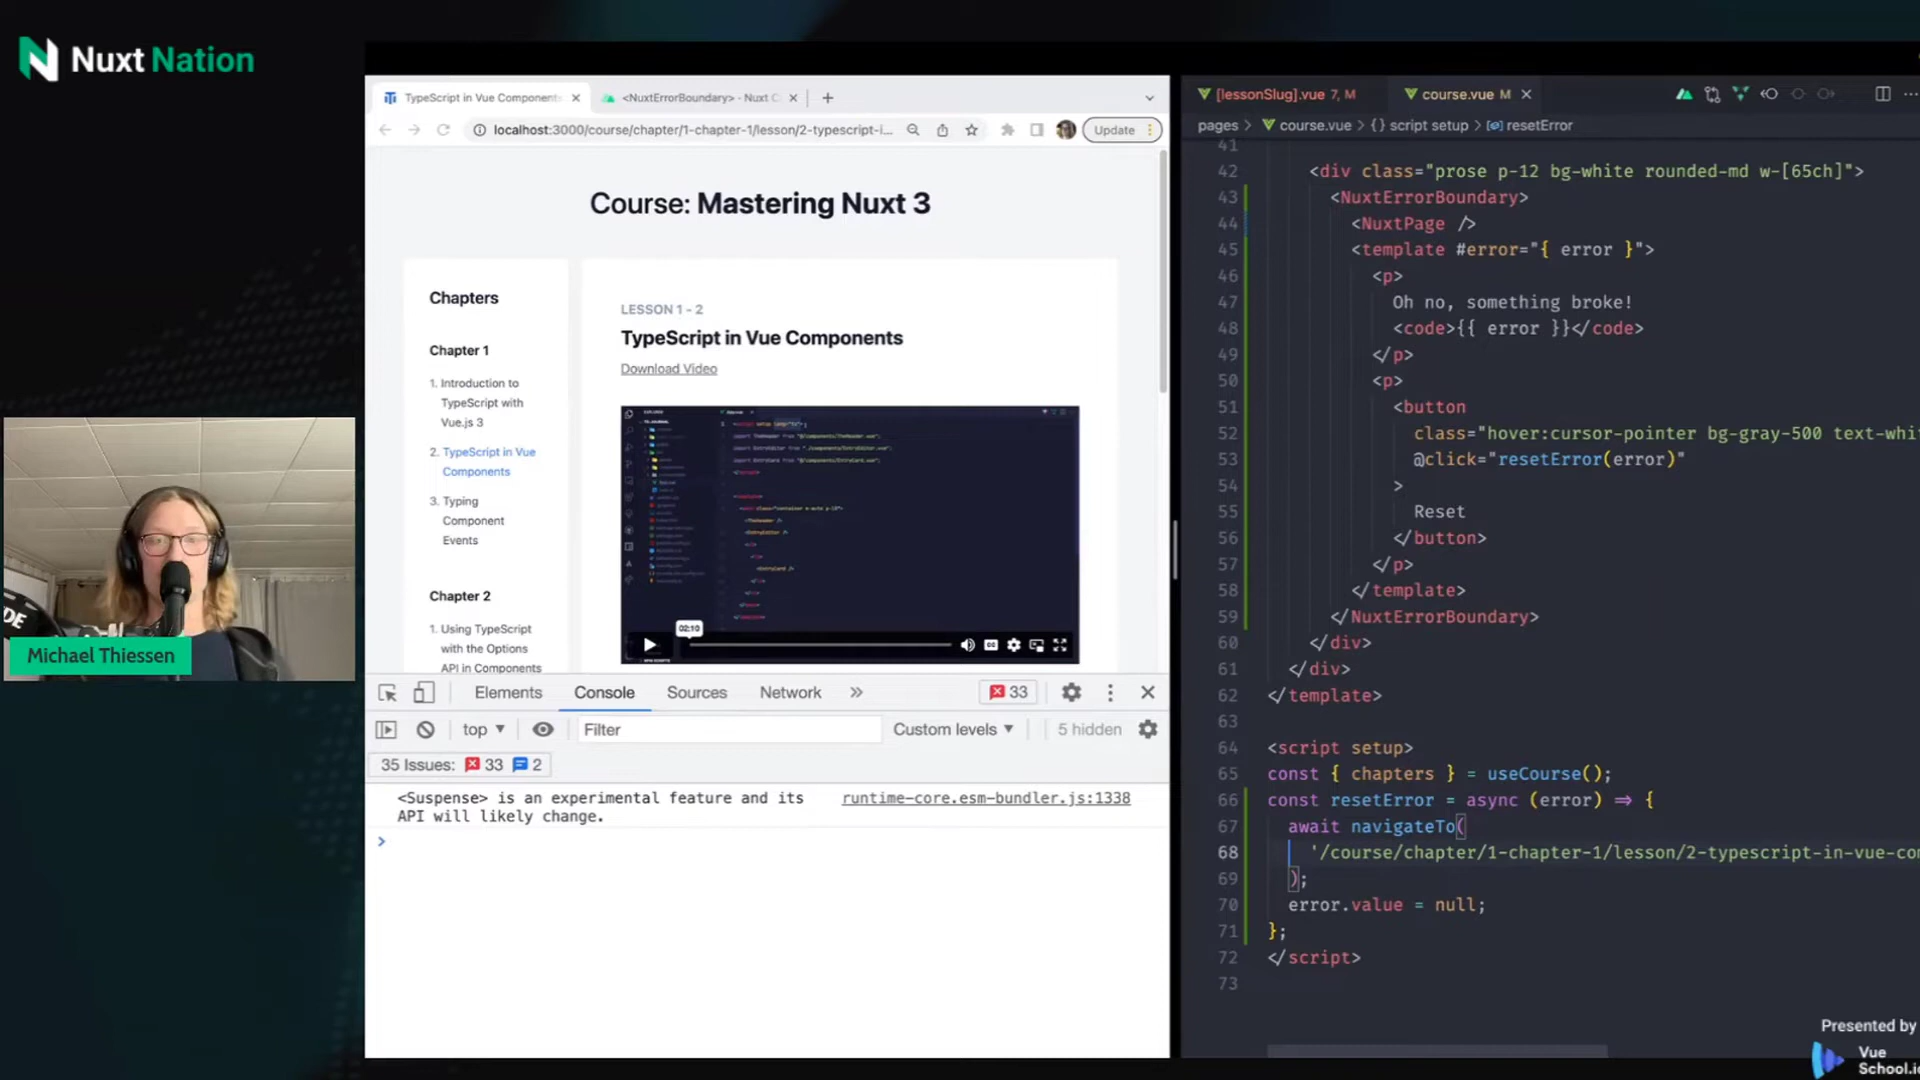 Nuxt Nation
TypeScript in Vue Components
<NuxtErrorBoundary> - Nuxt C
localhost:3000/course/chapter/1-chapter-1/lesson/2-typescript-i...
Update
Course: Mastering Nuxt 3
Chapters
Chapter 1
1. Introduction to
TypeScript with
Vue.js 3
2. TypeScript in Vue
Components
3. Typing
Component
Events
Chapter 2
1. Using TypeScript
with the Options
API in Components
LESSON 1 - 2
TypeScript in Vue Components
Download Video
02:10
Elements
Console
Sources
Network
33
top
Filter
Custom levels
5 hidden
35 Issues: 33 2
<Suspense> is an experimental feature and its
API will likely change.
runtime-core.esm-bundler.js:1338
>
Michael Thiessen
[lessonSlug].vue 7, M
course.vue M
pages > course.vue > {} script setup > resetError
41
42 <div class="prose p-12 bg-white rounded-md w-[65ch]">
43 <NuxtErrorBoundary>
44 <NuxtPage />
45 <template #error="{ error }">
46 <p>
47 Oh no, something broke!
48 <code>{{ error }}</code>
49 </p>
50 <p>
51 <button
52 class="hover:cursor-pointer bg-gray-500 text-whi
53 @click="resetError(error)"
54 >
55 Reset
56 </button>
57 </p>
58 </template>
59 </NuxtErrorBoundary>
60 </div>
61 </div>
62 </template>
63
64 <script setup>
65 const { chapters } = useCourse();
66 const resetError = async (error) => {
67 await navigateTo(
68 '/course/chapter/1-chapter-1/lesson/2-typescript-in-vue-co
69 );
70 error.value = null;
71 };
72 </script>
73
Presented by
Vue
School.io